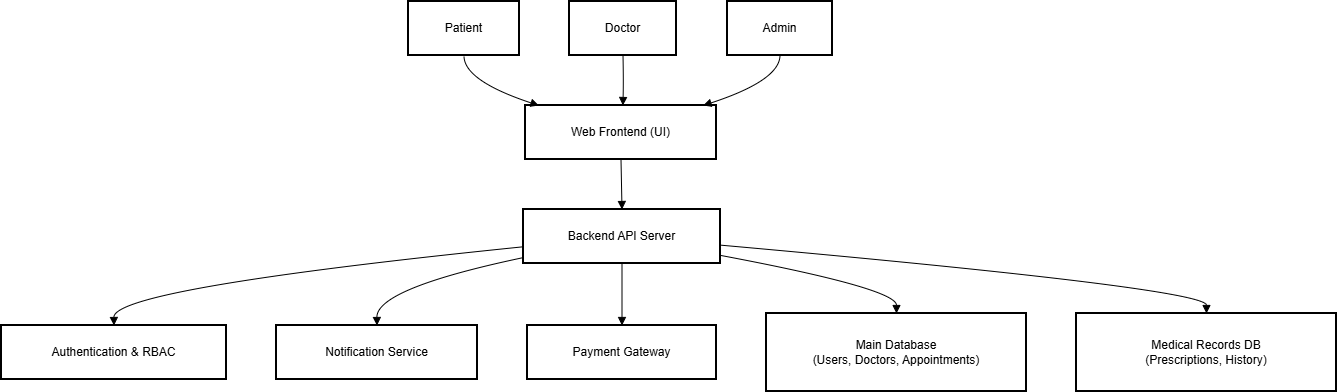 Patient
Doctor
Admin
Web Frontend (UI)
Backend API Server
Authentication & RBAC
Notification Service
Payment Gateway
Main Database
(Users, Doctors, Appointments)
Medical Records DB
(Prescriptions, History)